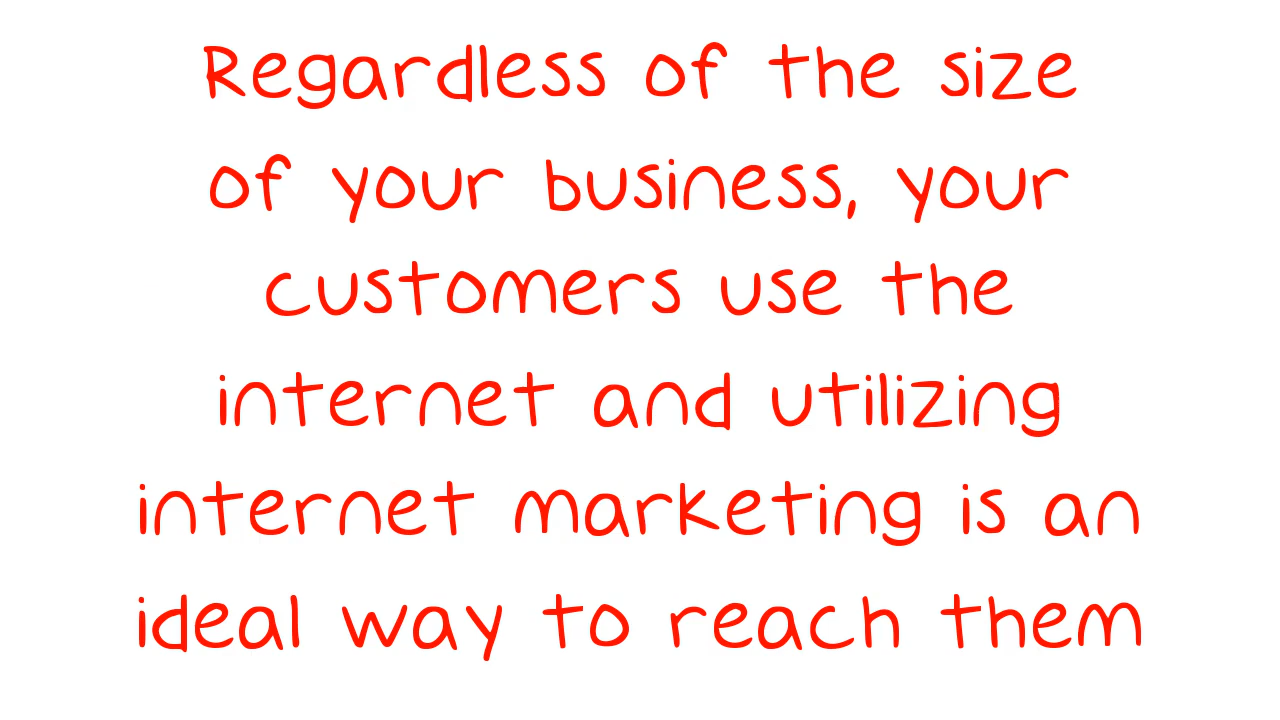 Regardless of the size
of your business, your
customers use the
internet and utilizing
internet marketing is an
ideal way to reach them